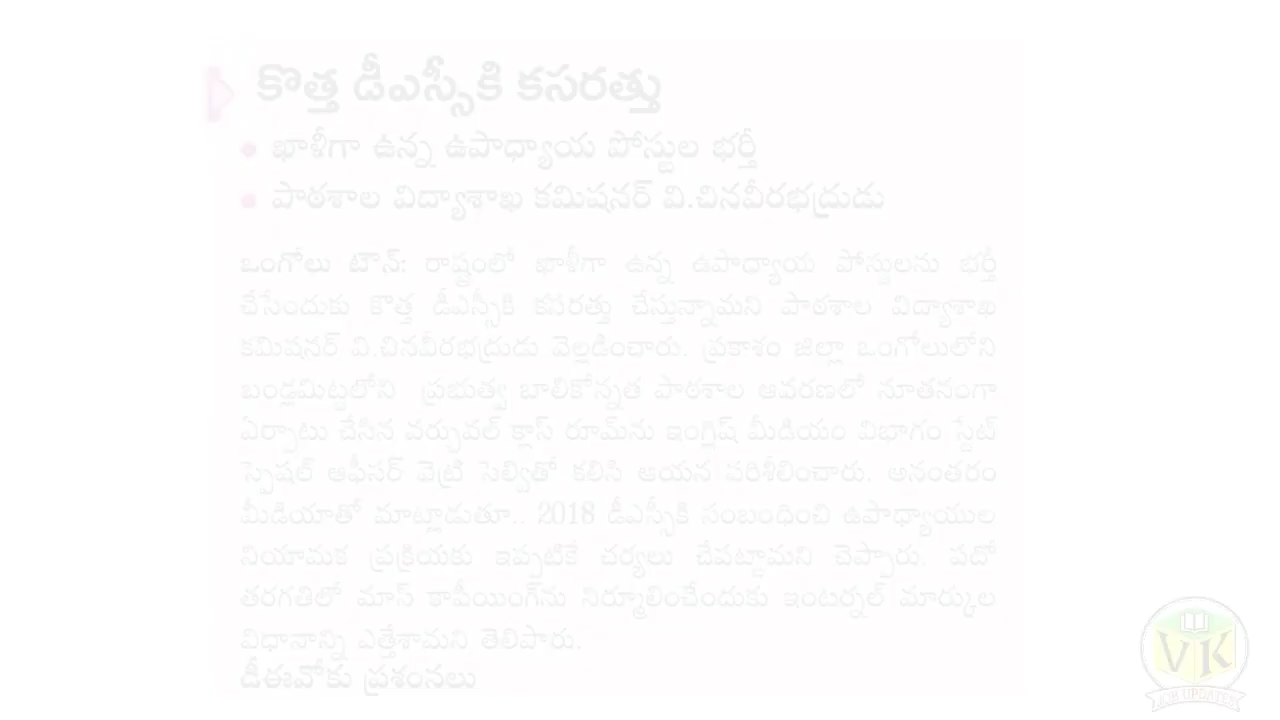 కొత్త డీఎస్సీకి కసరత్తు
• ఖాళీగా ఉన్న ఉపాధ్యాయ పోస్టుల భర్తీ
• పాఠశాల విద్యాశాఖ కమిషనర్ వి.చినవీరభద్రుడు
ఒంగోలు టౌన్: రాష్ట్రంలో ఖాళీగా ఉన్న ఉపాధ్యాయ పోస్టులను భర్తీ
చేసేందుకు కొత్త డీఎస్సీకి కసరత్తు చేస్తున్నామని పాఠశాల విద్యాశాఖ
కమిషనర్ వి.చినవీరభద్రుడు వెల్లడించారు. ప్రకాశం జిల్లా ఒంగోలులోని
బండ్లమిట్టలోని ప్రభుత్వ బాలికోన్నత పాఠశాల ఆవరణలో నూతనంగా
ఏర్పాటు చేసిన వర్చువల్ క్లాస్ రూమ్‌ను ఇంగ్లిష్ మీడియం విభాగం స్టేట్
స్పెషల్ ఆఫీసర్ వెట్రి సెల్వితో కలిసి ఆయన పరిశీలించారు. అనంతరం
మీడియాతో మాట్లాడుతూ.. 2018 డీఎస్సీకి సంబంధించి ఉపాధ్యాయుల
నియామక ప్రక్రియకు ఇప్పటికే చర్యలు చేపట్టామని చెప్పారు. పదో
తరగతిలో మాస్ కాపీయింగ్‌ను నిర్మూలించేందుకు ఇంటర్నల్ మార్కుల
విధానాన్ని ఎత్తేశామని తెలిపారు.
డీఈవోకు ప్రశంసలు
VK
JOB UPDATES